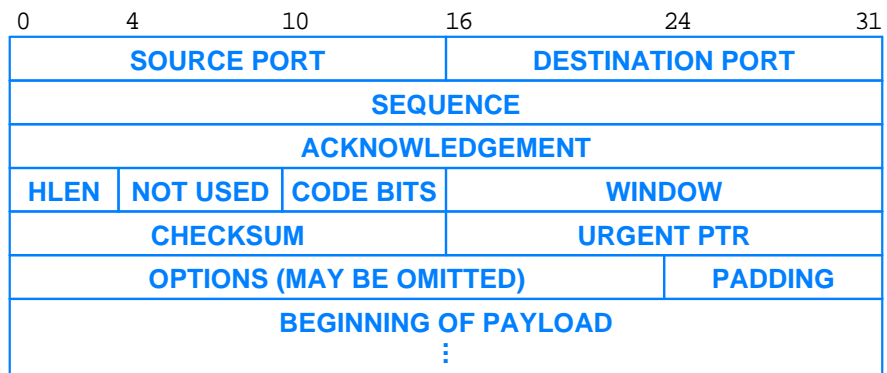 0 4 10 16 24 31
SOURCE PORT DESTINATION PORT
SEQUENCE
ACKNOWLEDGEMENT
HLEN NOT USED CODE BITS WINDOW
CHECKSUM URGENT PTR
OPTIONS (MAY BE OMITTED) PADDING
BEGINNING OF PAYLOAD
⋮